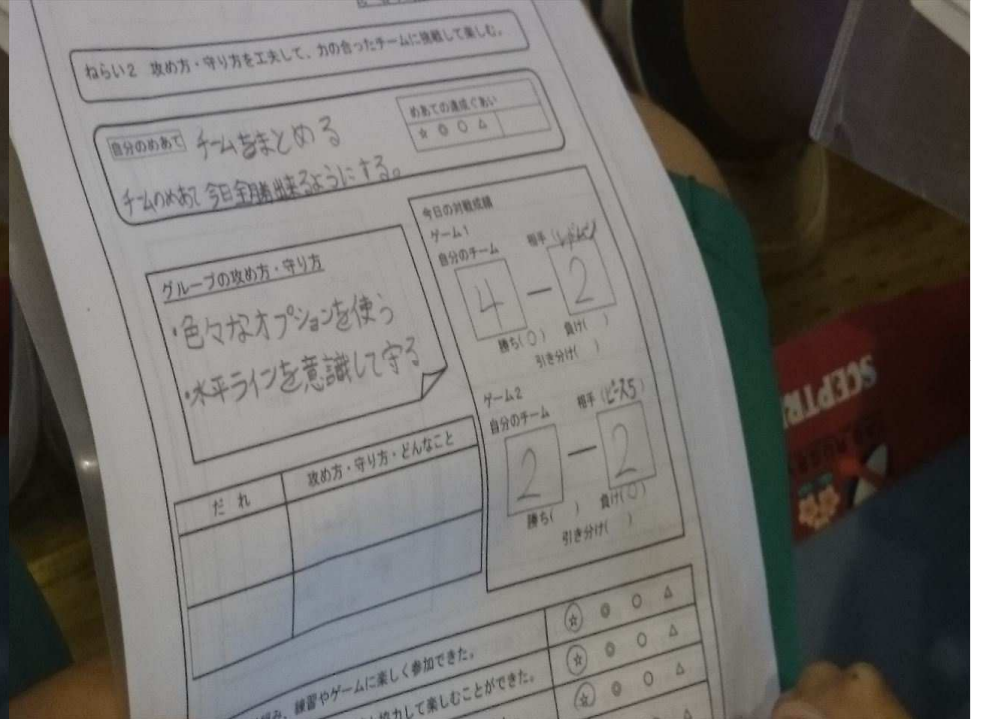 ねらい2 攻め方・守り方を工夫して、力の合ったチームに挑戦して楽しむ。
自分のめあて チームをまとめる
めあての達成ぐあい
☆ ◎ ○ △
チームのめあて 今日全勝出来るようにする。
グループの攻め方・守り方
・色々なオプションを使う
・水平ラインを意識して守る
今日の対戦成績
ゲーム1
自分のチーム 相手(
4 — 2
勝ち(○) 負け( )
引き分け( )
ゲーム2
自分のチーム 相手(ピース5)
2 — 2
勝ち( ) 負け(○)
引き分け( )
だれ 攻め方・守り方・どんなこと
練習やゲームに楽しく参加できた。 ☆ ◎ ○ △
協力して楽しむことができた。 ☆ ◎ ○ △
☆ ◎ ○ △
SCEPTR